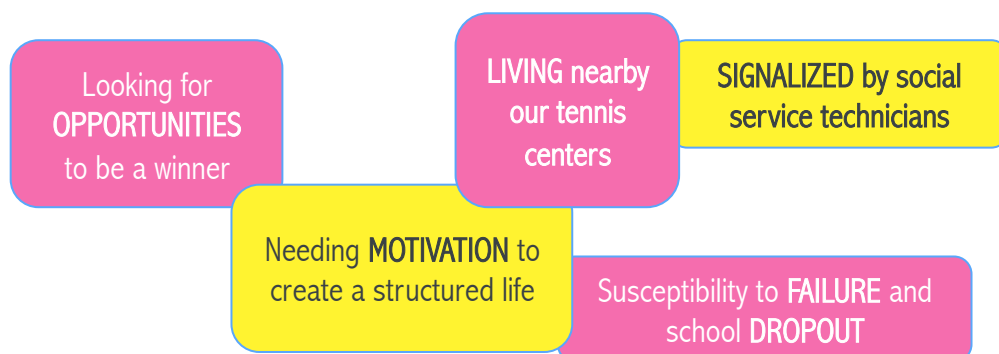 Looking for
OPPORTUNITIES
to be a winner
LIVING nearby
our tennis
centers
SIGNALIZED by social
service technicians
Needing MOTIVATION to
create a structured life
Susceptibility to FAILURE and
school DROPOUT